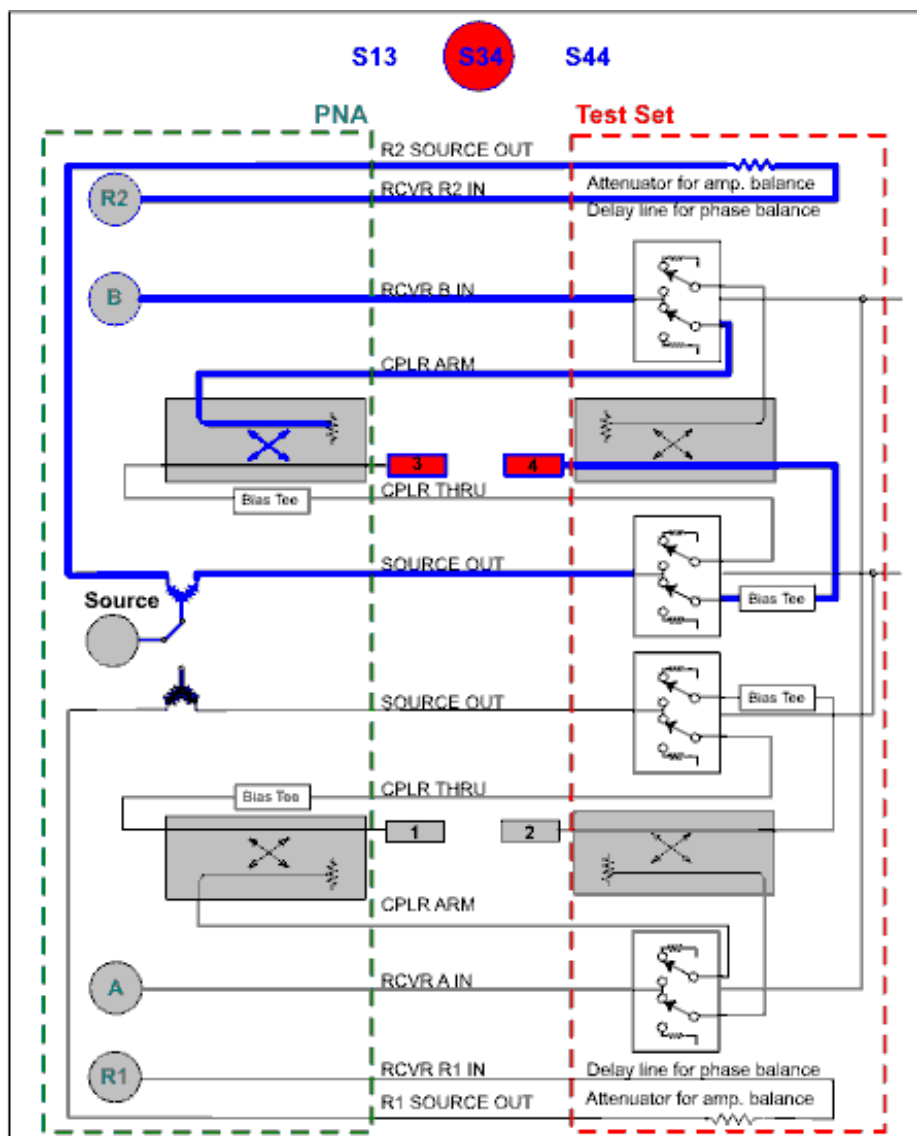 S13 S34 S44
PNA Test Set
R2 SOURCE OUT
R2 RCVR R2 IN Attenuator for amp. balance
Delay line for phase balance
B RCVR B IN
CPLR ARM
3 4
Bias Tee CPLR THRU
SOURCE OUT
Source Bias Tee
SOURCE OUT Bias Tee
CPLR THRU
Bias Tee
1 2
CPLR ARM
A RCVR A IN
R1 RCVR R1 IN Delay line for phase balance
R1 SOURCE OUT Attenuator for amp. balance